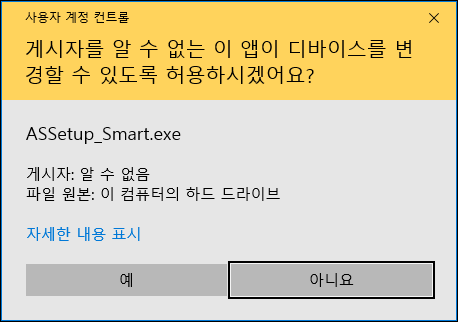 사용자 계정 컨트롤
게시자를 알 수 없는 이 앱이 디바이스를 변
경할 수 있도록 허용하시겠어요?
ASSetup_Smart.exe
게시자: 알 수 없음
파일 원본: 이 컴퓨터의 하드 드라이브
자세한 내용 표시
예
아니요